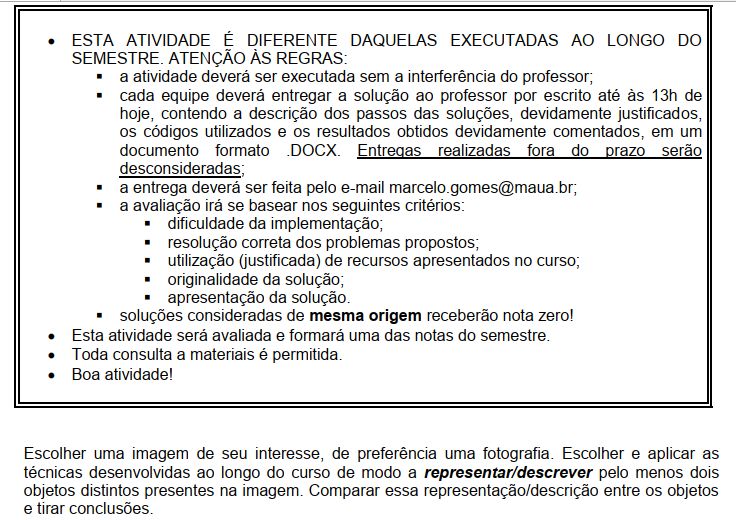 • ESTA ATIVIDADE É DIFERENTE DAQUELAS EXECUTADAS AO LONGO DO
SEMESTRE. ATENÇÃO ÀS REGRAS:
▪ a atividade deverá ser executada sem a interferência do professor;
▪ cada equipe deverá entregar a solução ao professor por escrito até às 13h de
hoje, contendo a descrição dos passos das soluções, devidamente justificados,
os códigos utilizados e os resultados obtidos devidamente comentados, em um
documento formato .DOCX. Entregas realizadas fora do prazo serão
desconsideradas;
▪ a entrega deverá ser feita pelo e-mail marcelo.gomes@maua.br;
▪ a avaliação irá se basear nos seguintes critérios:
▪ dificuldade da implementação;
▪ resolução correta dos problemas propostos;
▪ utilização (justificada) de recursos apresentados no curso;
▪ originalidade da solução;
▪ apresentação da solução.
▪ soluções consideradas de mesma origem receberão nota zero!
• Esta atividade será avaliada e formará uma das notas do semestre.
• Toda consulta a materiais é permitida.
• Boa atividade!
Escolher uma imagem de seu interesse, de preferência uma fotografia. Escolher e aplicar as
técnicas desenvolvidas ao longo do curso de modo a representar/descrever pelo menos dois
objetos distintos presentes na imagem. Comparar essa representação/descrição entre os objetos
e tirar conclusões.